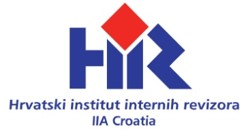 HIR
Hrvatski institut internih revizora
IIA Croatia